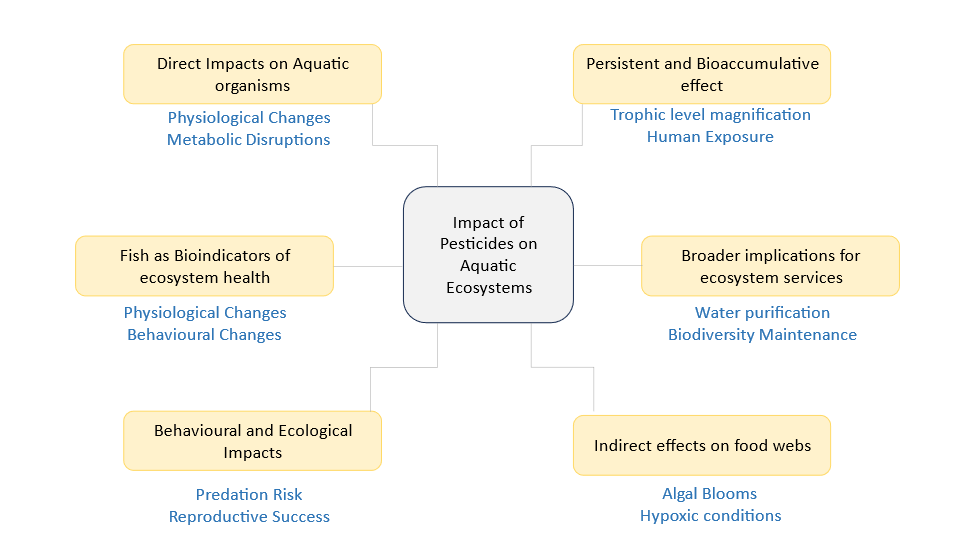 Direct Impacts on Aquatic
organisms
Physiological Changes
Metabolic Disruptions
Persistent and Bioaccumulative
effect
Trophic level magnification
Human Exposure
Impact of
Pesticides on
Aquatic
Ecosystems
Fish as Bioindicators of
ecosystem health
Physiological Changes
Behavioural Changes
Broader implications for
ecosystem services
Water purification
Biodiversity Maintenance
Behavioural and Ecological
Impacts
Predation Risk
Reproductive Success
Indirect effects on food webs
Algal Blooms
Hypoxic conditions